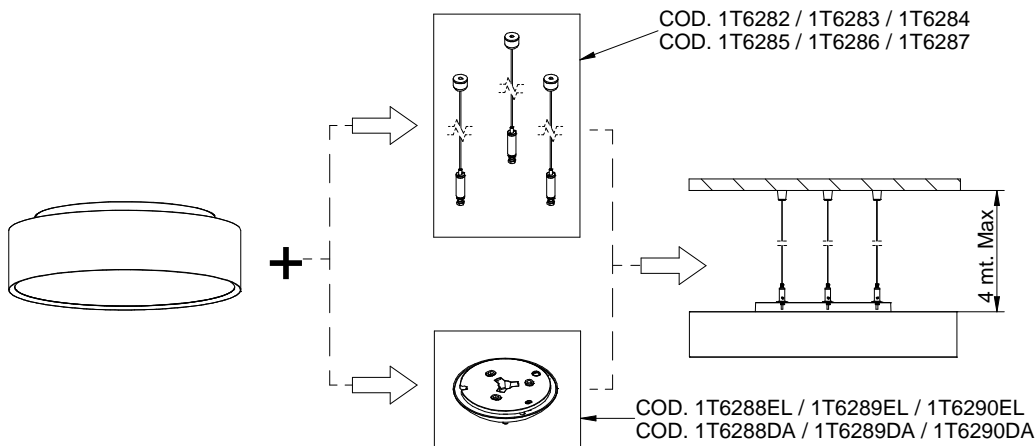 COD. 1T6282 / 1T6283 / 1T6284
COD. 1T6285 / 1T6286 / 1T6287
4 mt. Max
COD. 1T6288EL / 1T6289EL / 1T6290EL
COD. 1T6288DA / 1T6289DA / 1T6290DA